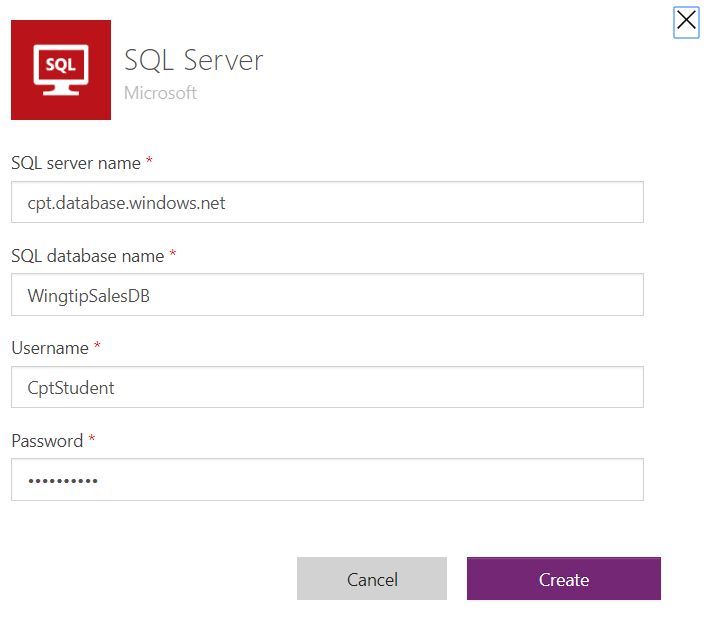 SQL
SQL Server
Microsoft
SQL server name *
cpt.database.windows.net
SQL database name *
WingtipSalesDB
Username *
CptStudent
Password *
••••••••••
Cancel
Create